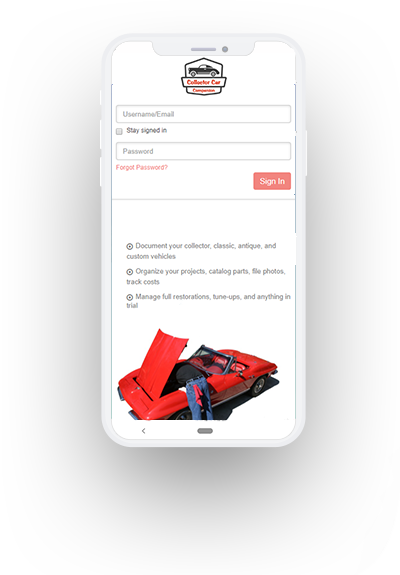 Collector Car
Companion
Username/Email
Stay signed in
Password
Forgot Password?
Sign In
Document your collector, classic, antique, and
custom vehicles
Organize your projects, catalog parts, file photos,
track costs
Manage full restorations, tune-ups, and anything in
trial